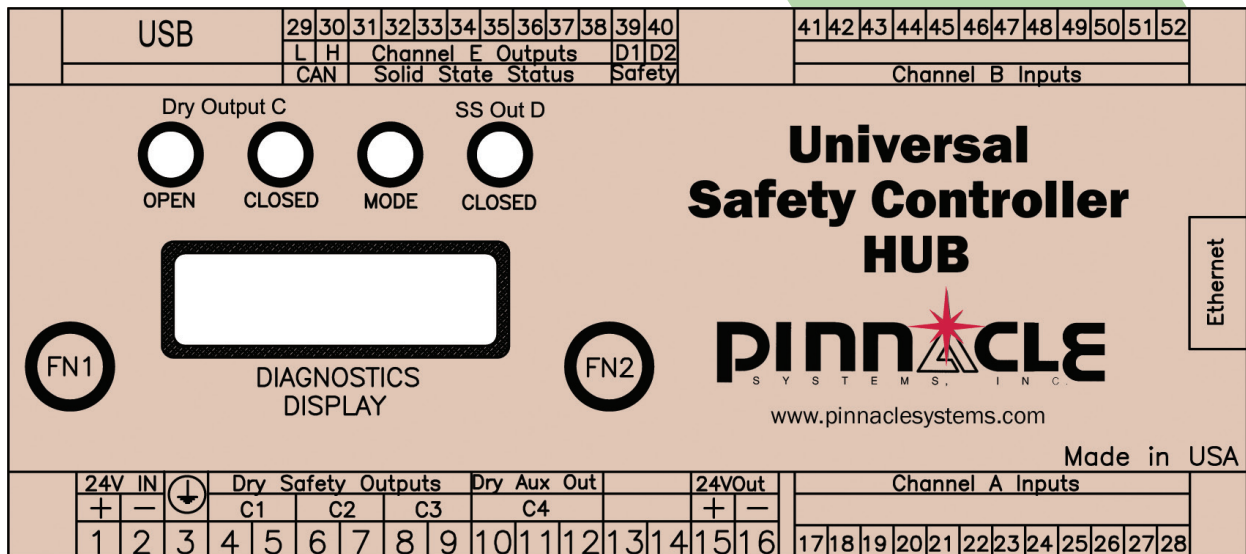 USB
29 30 31 32 33 34 35 36 37 38 39 40
41 42 43 44 45 46 47 48 49 50 51 52
L H Channel E Outputs D1 D2
CAN Solid State Status Safety
Channel B Inputs
Dry Output C
SS Out D
OPEN CLOSED MODE CLOSED
Universal
Safety Controller
HUB
Ethernet
PINNACLE
SYSTEMS, INC.
www.pinnaclesystems.com
FN1
FN2
DIAGNOSTICS
DISPLAY
Made in USA
24V IN Dry Safety Outputs Dry Aux Out 24VOut
Channel A Inputs
+ − C1 C2 C3 C4 + −
1 2 3 4 5 6 7 8 9 10 11 12 13 14 15 16
17 18 19 20 21 22 23 24 25 26 27 28